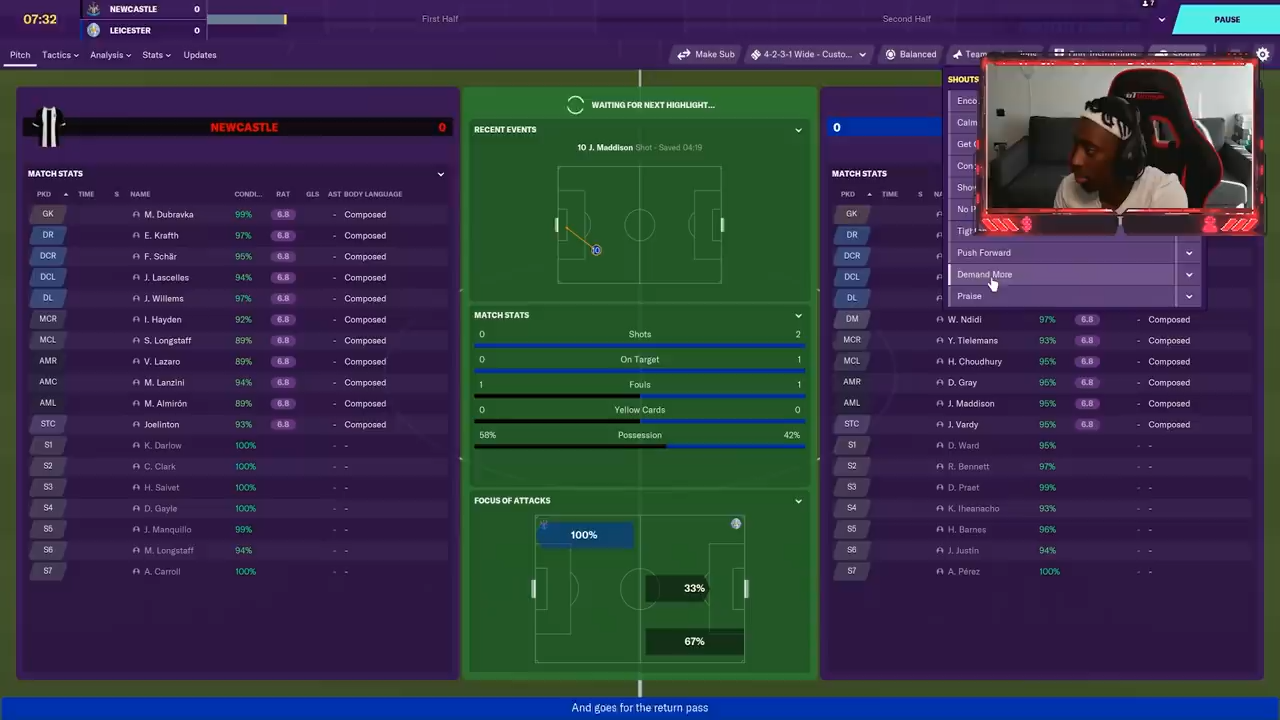 07:32
NEWCASTLE 0
LEICESTER 0
First Half
Second Half
7
PAUSE
Pitch
Tactics
Analysis
Stats
Updates
Make Sub
4-2-3-1 Wide - Custo...
Balanced
NEWCASTLE 0
MATCH STATS
PKD TIME S NAME CONDI... RAT GLS AST BODY LANGUAGE
GK M. Dubravka 99% 6.8 - Composed
DR E. Krafth 97% 6.8 - Composed
DCR F. Schär 95% 6.8 - Composed
DCL J. Lascelles 94% 6.8 - Composed
DL J. Willems 97% 6.8 - Composed
MCR I. Hayden 92% 6.8 - Composed
MCL S. Longstaff 89% 6.8 - Composed
AMR V. Lazaro 89% 6.8 - Composed
AMC M. Lanzini 94% 6.8 - Composed
AML M. Almirón 89% 6.8 - Composed
STC Joelinton 93% 6.8 - Composed
S1 K. Darlow 100% - -
S2 C. Clark 100% - -
S3 H. Saivet 100% - -
S4 D. Gayle 100% - -
S5 J. Manquillo 99% - -
S6 M. Longstaff 94% - -
S7 A. Carroll 100% - -
WAITING FOR NEXT HIGHLIGHT...
RECENT EVENTS
10 J. Maddison Shot - Saved 04:19
MATCH STATS
0 Shots 2
0 On Target 1
1 Fouls 1
0 Yellow Cards 0
58% Possession 42%
FOCUS OF ATTACKS
100%
33%
67%
0
MATCH STATS
PKD TIME S
GK
DR
DCR
DCL
DL
DM W. Ndidi 97% 6.8 - Composed
MCR Y. Tielemans 93% 6.8 - Composed
MCL H. Choudhury 95% 6.8 - Composed
AMR D. Gray 95% 6.8 - Composed
AML J. Maddison 95% 6.8 - Composed
STC J. Vardy 95% 6.8 - Composed
S1 D. Ward 95% - -
S2 R. Bennett 97% - -
S3 D. Praet 99% - -
S4 K. Iheanacho 93% - -
S5 H. Barnes 96% - -
S6 J. Justin 94% - -
S7 A. Pérez 100% - -
SHOUTS
Push Forward
Demand More
Praise
And goes for the return pass